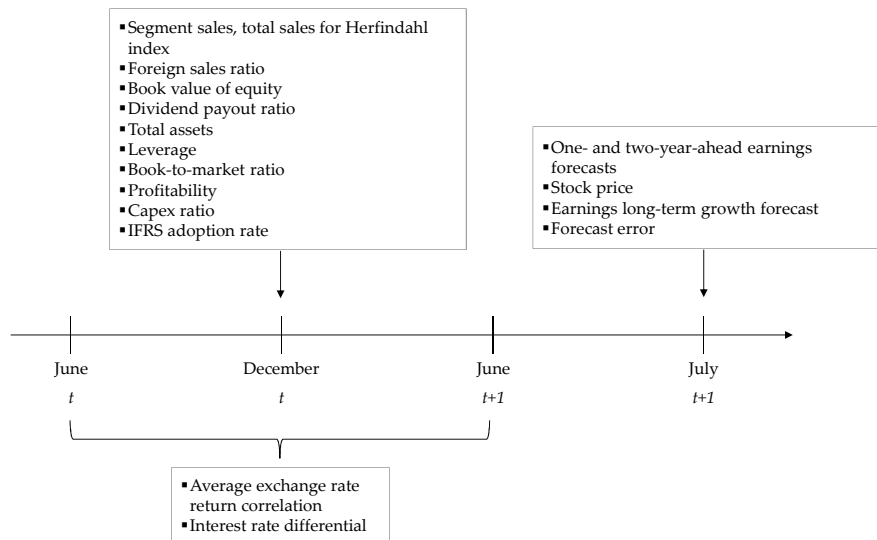 ▪Segment sales, total sales for Herfindahl
index
▪Foreign sales ratio
▪Book value of equity
▪Dividend payout ratio
▪Total assets
▪Leverage
▪Book-to-market ratio
▪Profitability
▪Capex ratio
▪IFRS adoption rate
▪One- and two-year-ahead earnings
forecasts
▪Stock price
▪Earnings long-term growth forecast
▪Forecast error
June December June July
t t t+1 t+1
▪Average exchange rate
return correlation
▪Interest rate differential